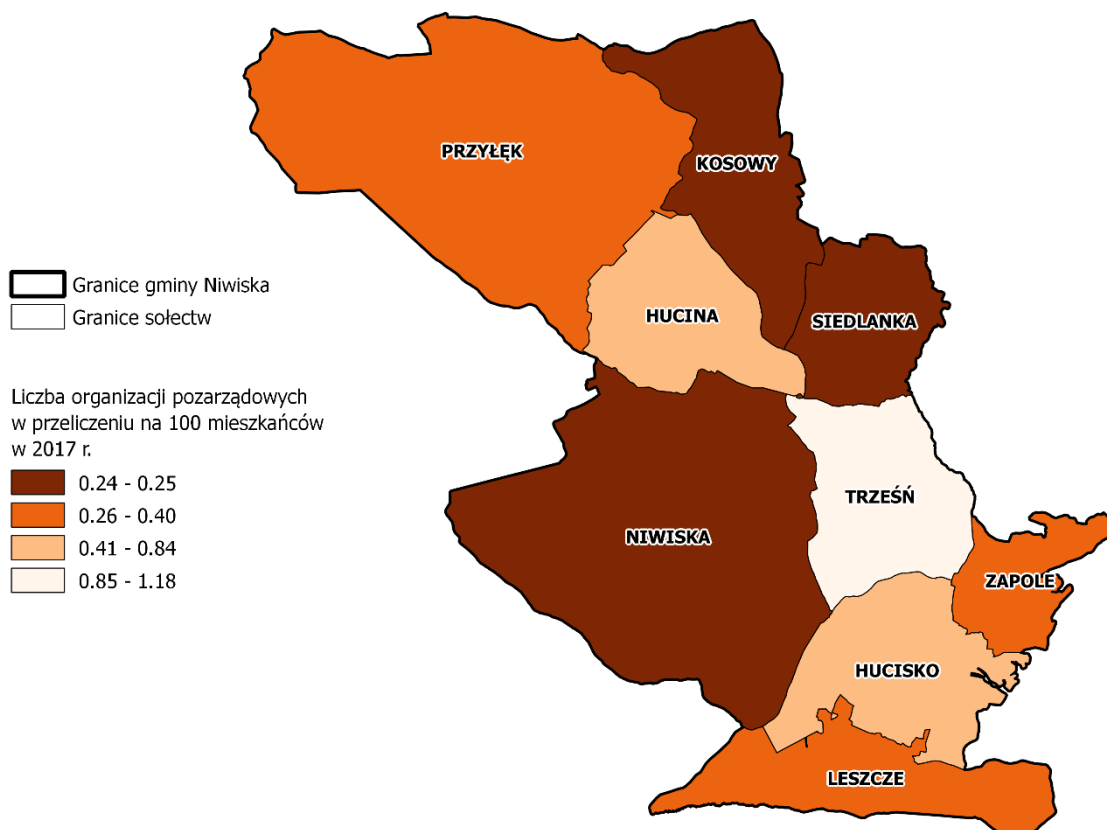 PRZYŁĘK
KOSOWY
HUCINA
SIEDLANKA
Granice gminy Niwiska
Granice sołectw
Liczba organizacji pozarządowych
w przeliczeniu na 100 mieszkańców
w 2017 r.
0.24 - 0.25
0.26 - 0.40
0.41 - 0.84
0.85 - 1.18
TRZEŚŃ
NIWISKA
ZAPOLE
HUCISKO
LESZCZE